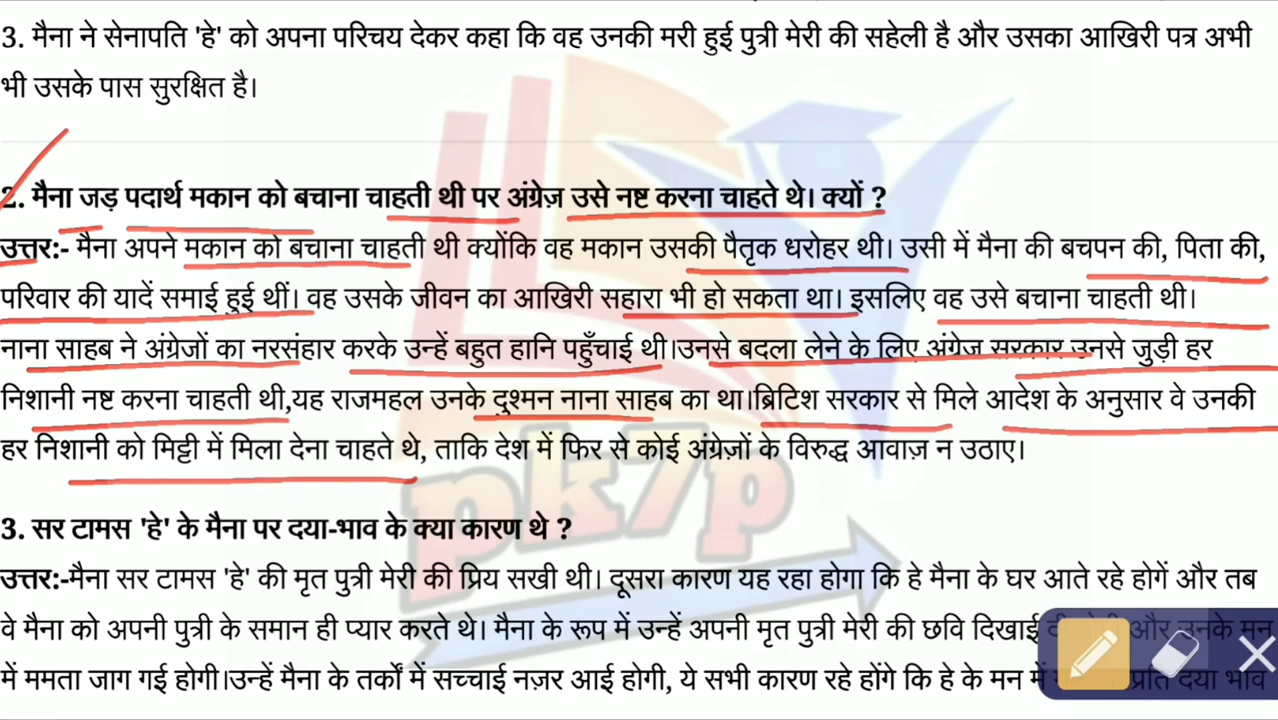 3. मैना ने सेनापति 'हे' को अपना परिचय देकर कहा कि वह उनकी मरी हुई पुत्री मेरी की सहेली है और उसका आखिरी पत्र अभी
भी उसके पास सुरक्षित है।
2. मैना जड़ पदार्थ मकान को बचाना चाहती थी पर अंग्रेज़ उसे नष्ट करना चाहते थे। क्यों ?
उत्तर:- मैना अपने मकान को बचाना चाहती थी क्योंकि वह मकान उसकी पैतृक धरोहर थी। उसी में मैना की बचपन की, पिता की,
परिवार की यादें समाई हुई थीं। वह उसके जीवन का आखिरी सहारा भी हो सकता था। इसलिए वह उसे बचाना चाहती थी।
नाना साहब ने अंग्रेजों का नरसंहार करके उन्हें बहुत हानि पहुँचाई थी।उनसे बदला लेने के लिए अंग्रेज सरकार उनसे जुड़ी हर
निशानी नष्ट करना चाहती थी,यह राजमहल उनके दुश्मन नाना साहब का था।ब्रिटिश सरकार से मिले आदेश के अनुसार वे उनकी
हर निशानी को मिट्टी में मिला देना चाहते थे, ताकि देश में फिर से कोई अंग्रेज़ों के विरुद्ध आवाज़ न उठाए।
pk7p
3. सर टामस 'हे' के मैना पर दया-भाव के क्या कारण थे ?
उत्तर:-मैना सर टामस 'हे' की मृत पुत्री मेरी की प्रिय सखी थी। दूसरा कारण यह रहा होगा कि हे मैना के घर आते रहे होगें और तब
वे मैना को अपनी पुत्री के समान ही प्यार करते थे। मैना के रूप में उन्हें अपनी मृत पुत्री मेरी की छवि दिखाई और उनके मन
में ममता जाग गई होगी।उन्हें मैना के तर्कों में सच्चाई नज़र आई होगी, ये सभी कारण रहे होंगे कि हे के मन में प्रति दया भाव